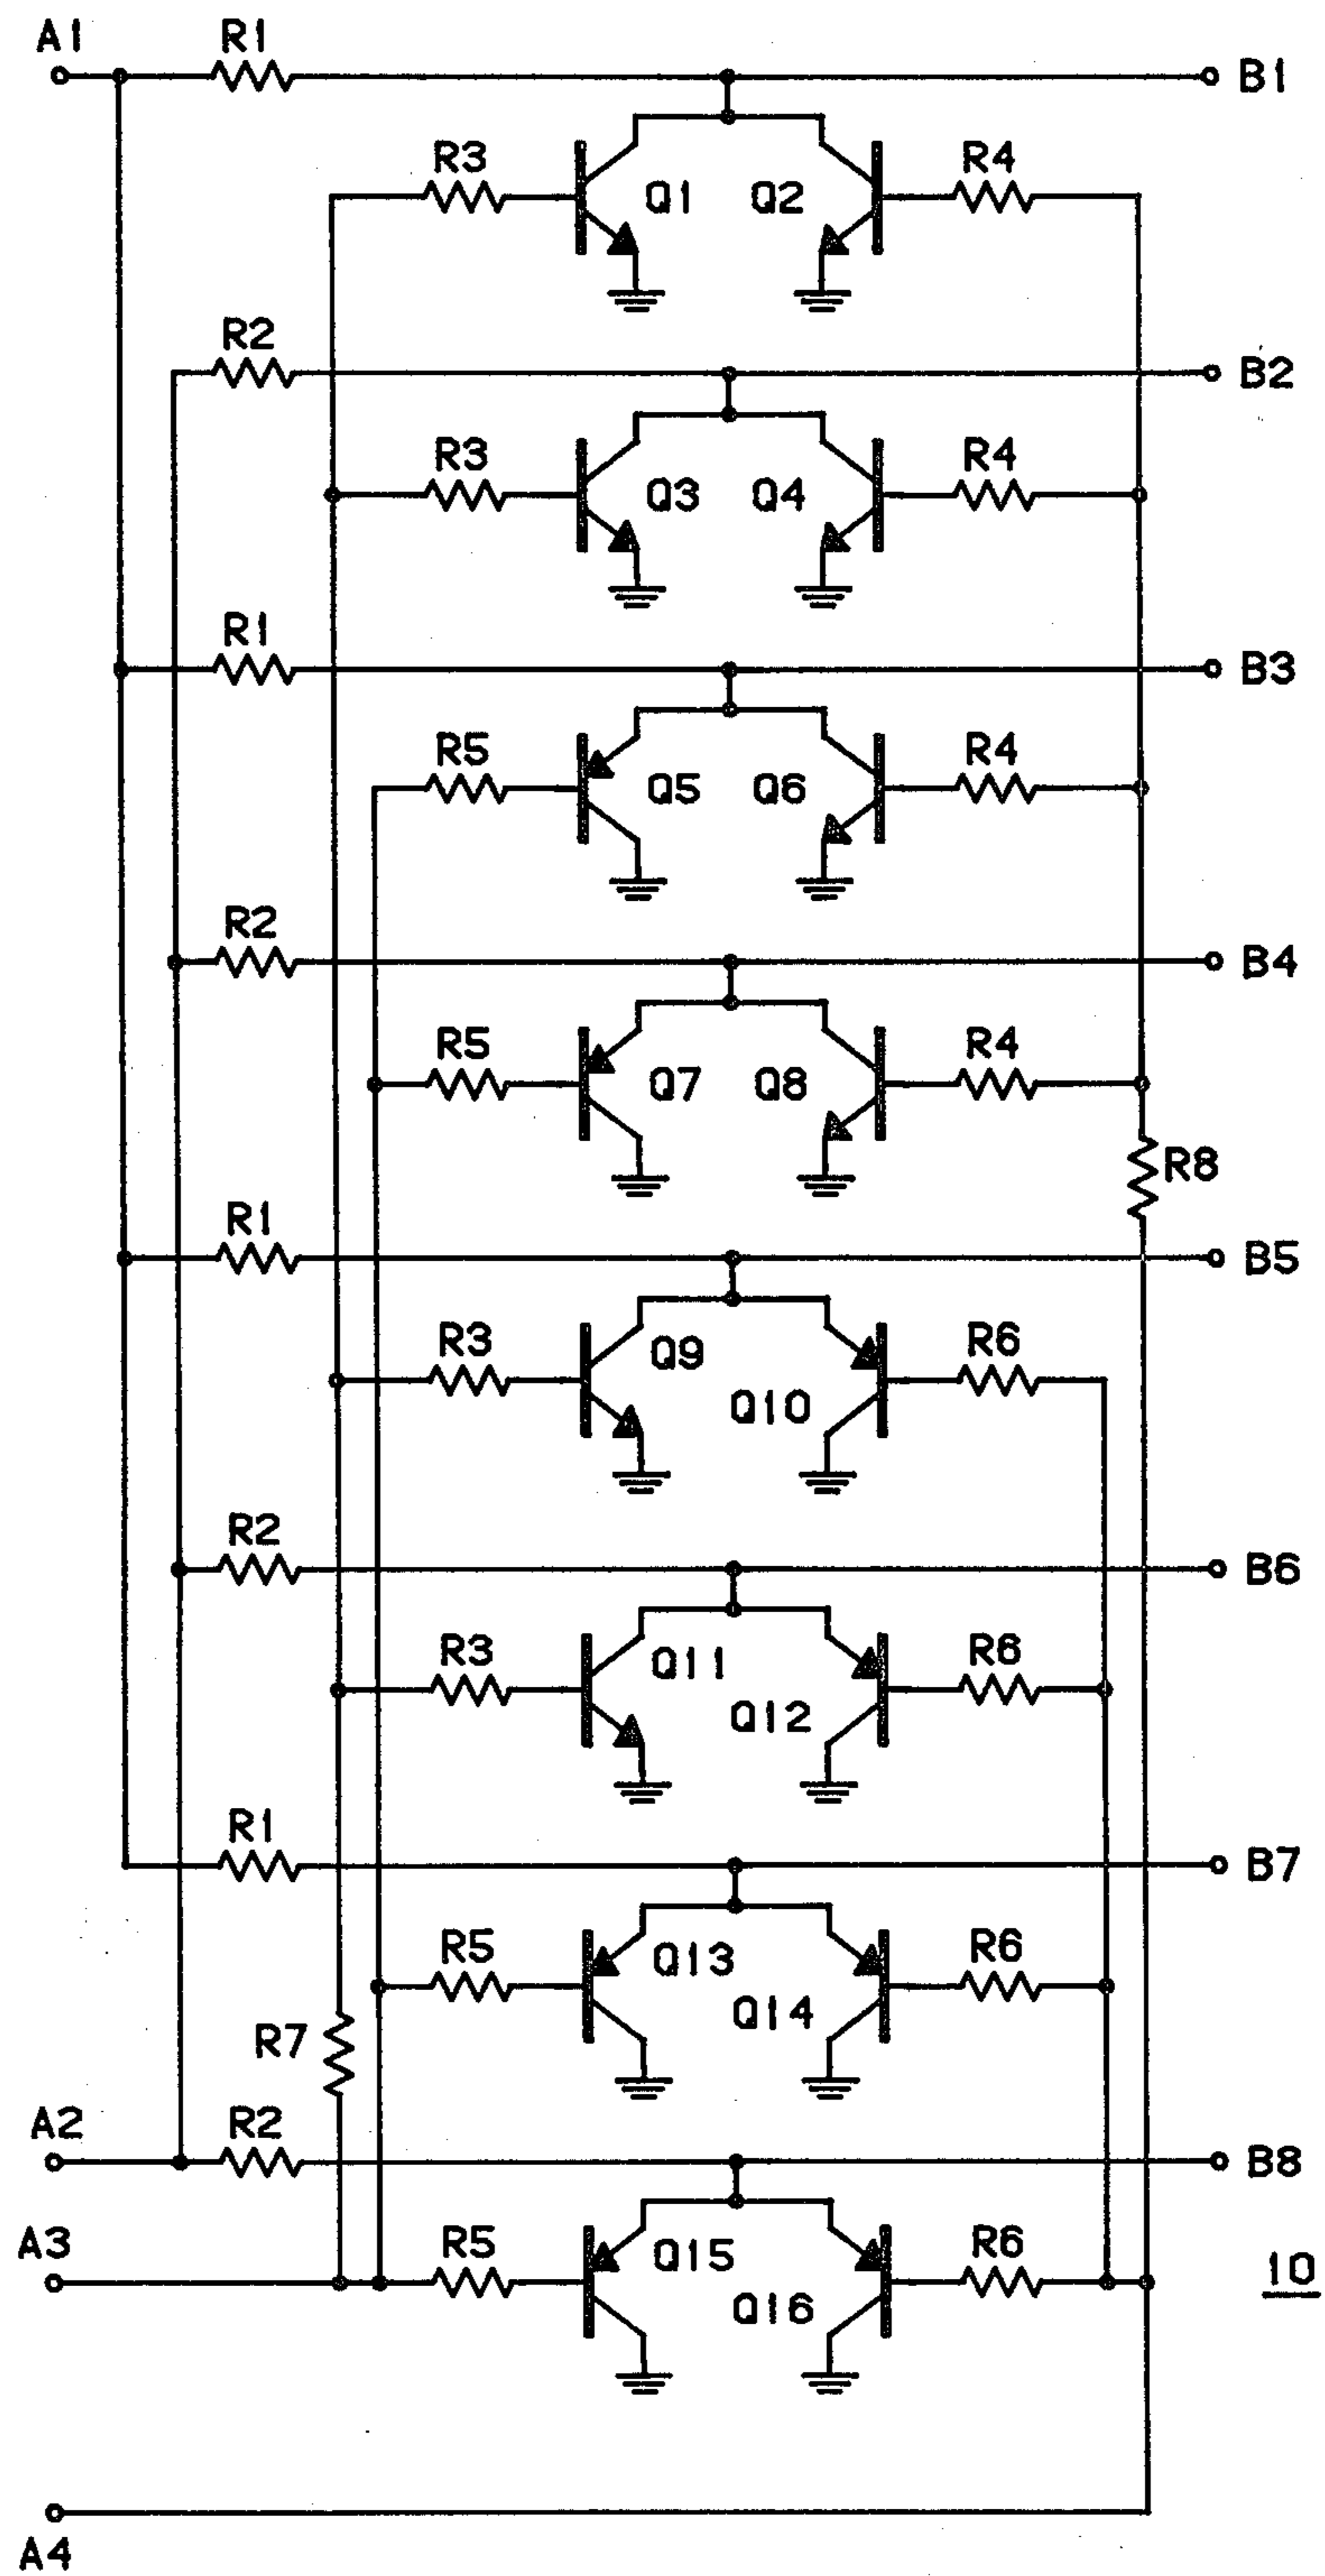 A1 R1 B1
R3 Q1 Q2 R4
R2 B2
R3 Q3 Q4 R4
R1 B3
R5 Q5 Q6 R4
R2 B4
R5 Q7 Q8 R4
R8
R1 B5
R3 Q9 Q10 R6
R2 B6
R3 Q11 Q12 R6
R1 B7
R5 Q13 Q14 R6
R7
A2 R2 B8
A3 R5 Q15 Q16 R6 10
A4